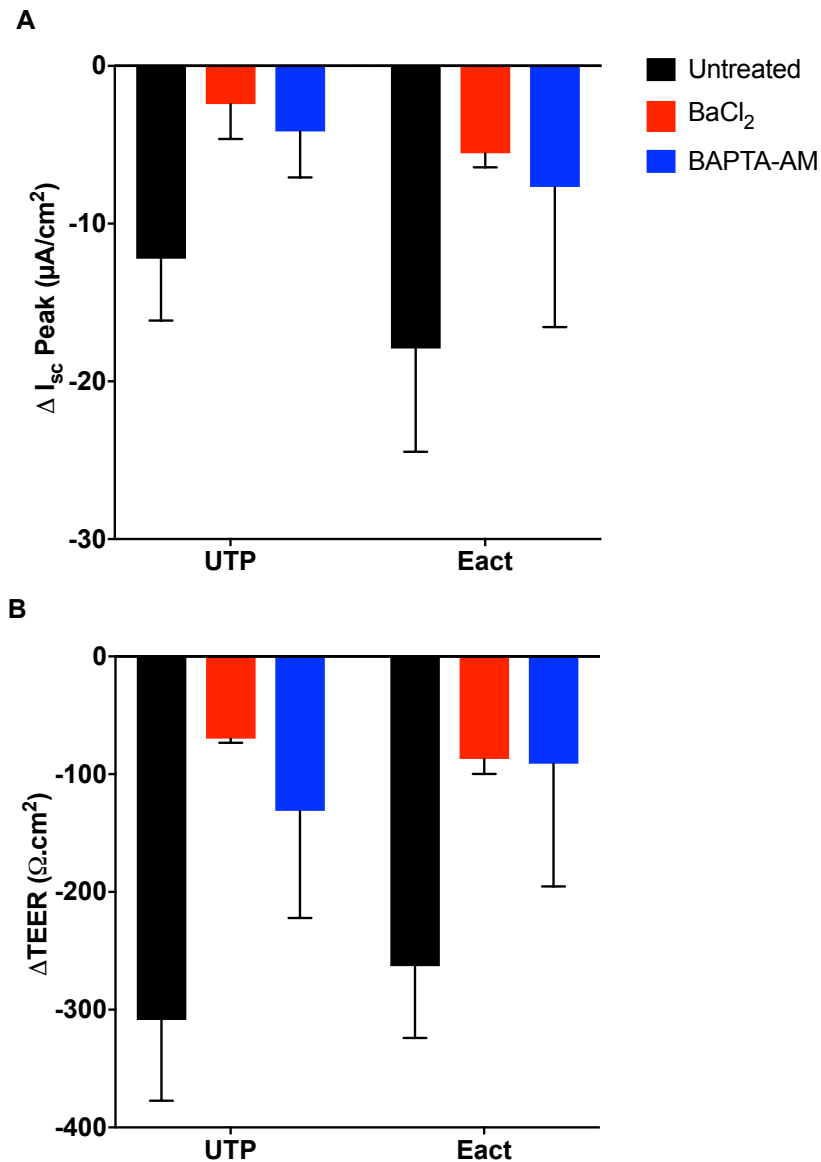 A
Untreated
BaCl₂
BAPTA-AM
Δ Isc Peak (µA/cm²)
0
-10
-20
-30
UTP Eact
B
ΔTEER (Ω.cm²)
0
-100
-200
-300
-400
UTP Eact